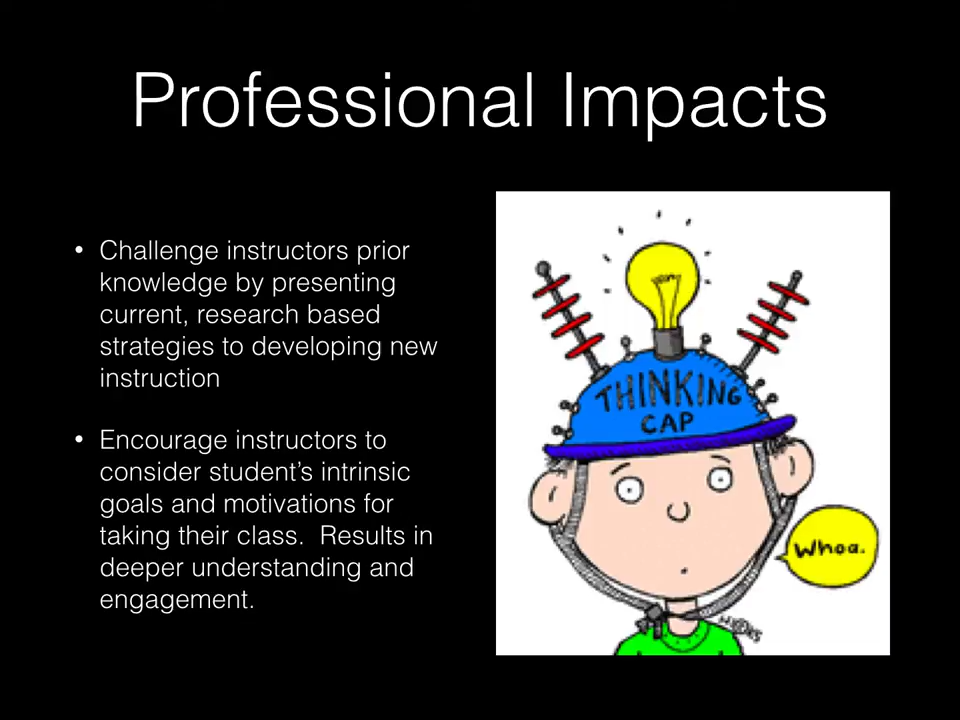 Professional Impacts
• Challenge instructors prior
knowledge by presenting
current, research based
strategies to developing new
instruction
• Encourage instructors to
consider student’s intrinsic
goals and motivations for
taking their class.  Results in
deeper understanding and
engagement.
THINKING
CAP
Whoa.